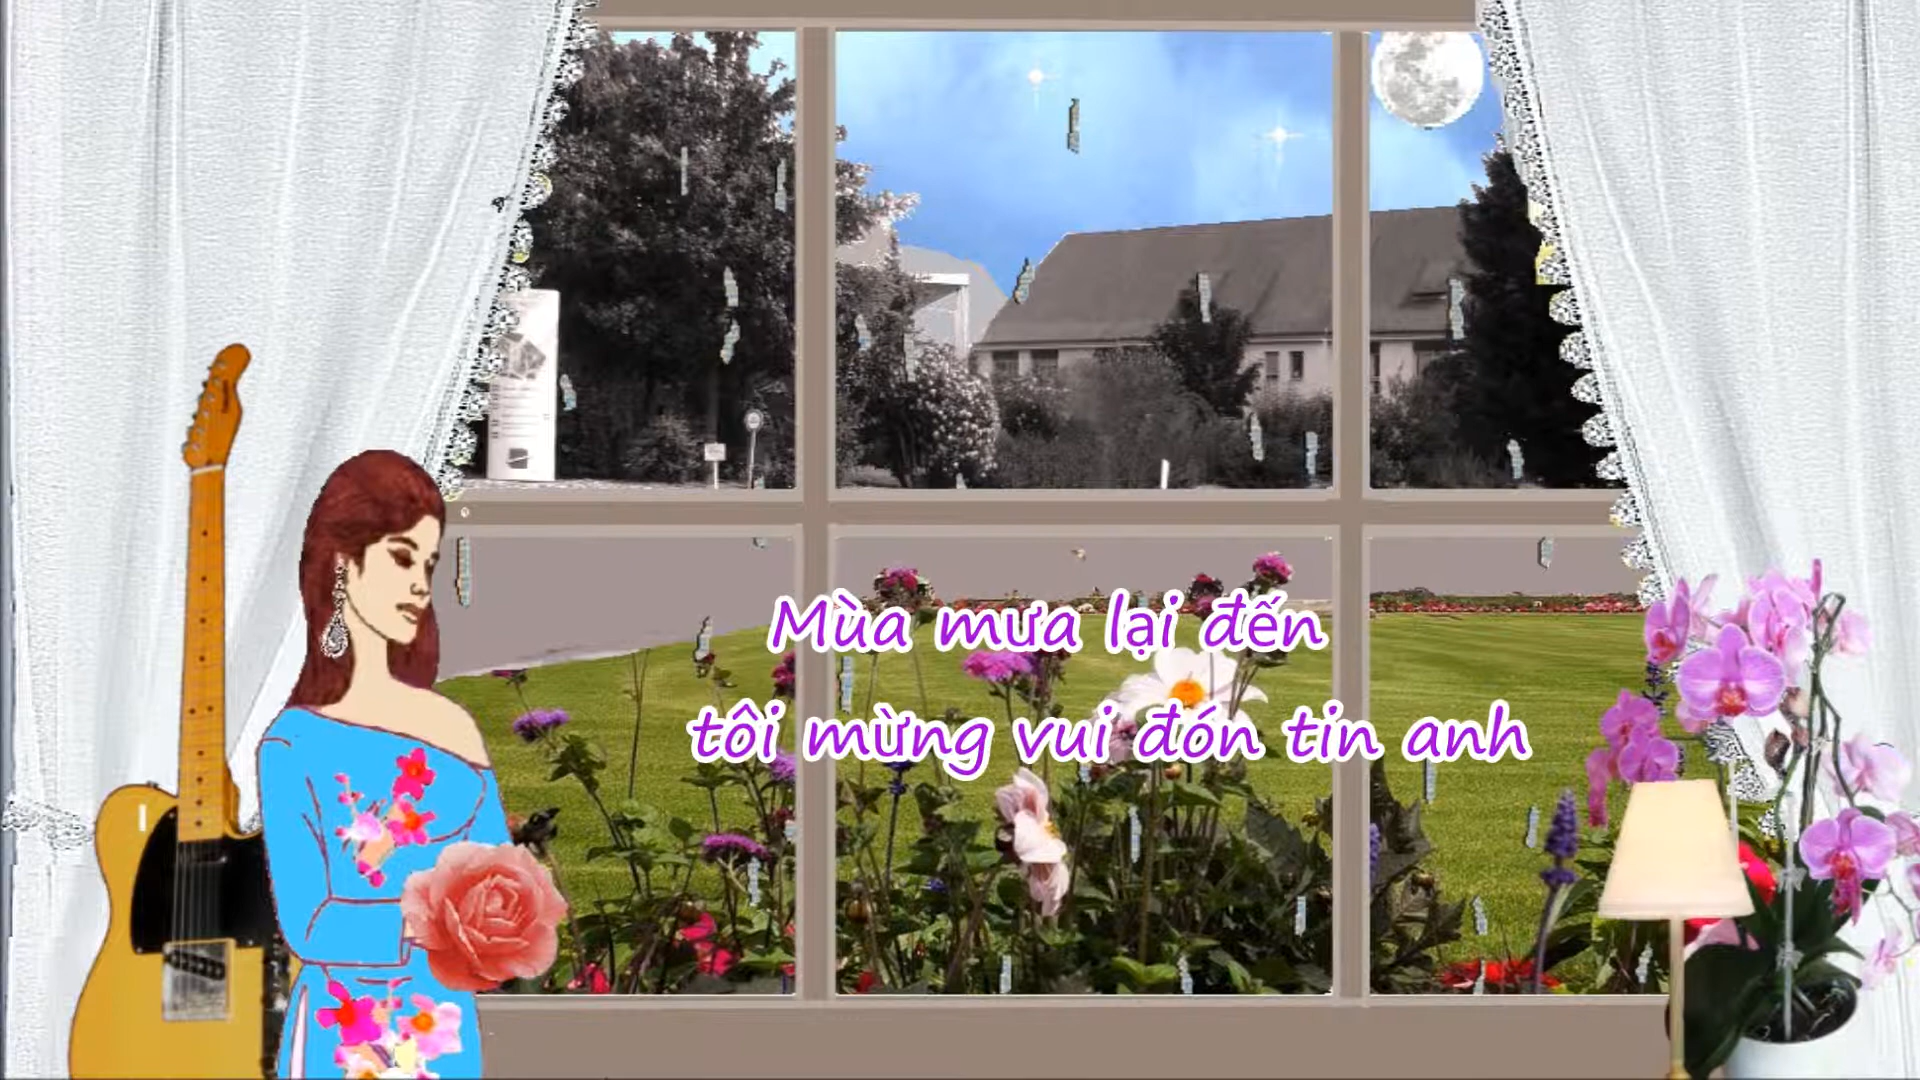 Mùa mưa lại đến
tôi mừng vui đón tin anh